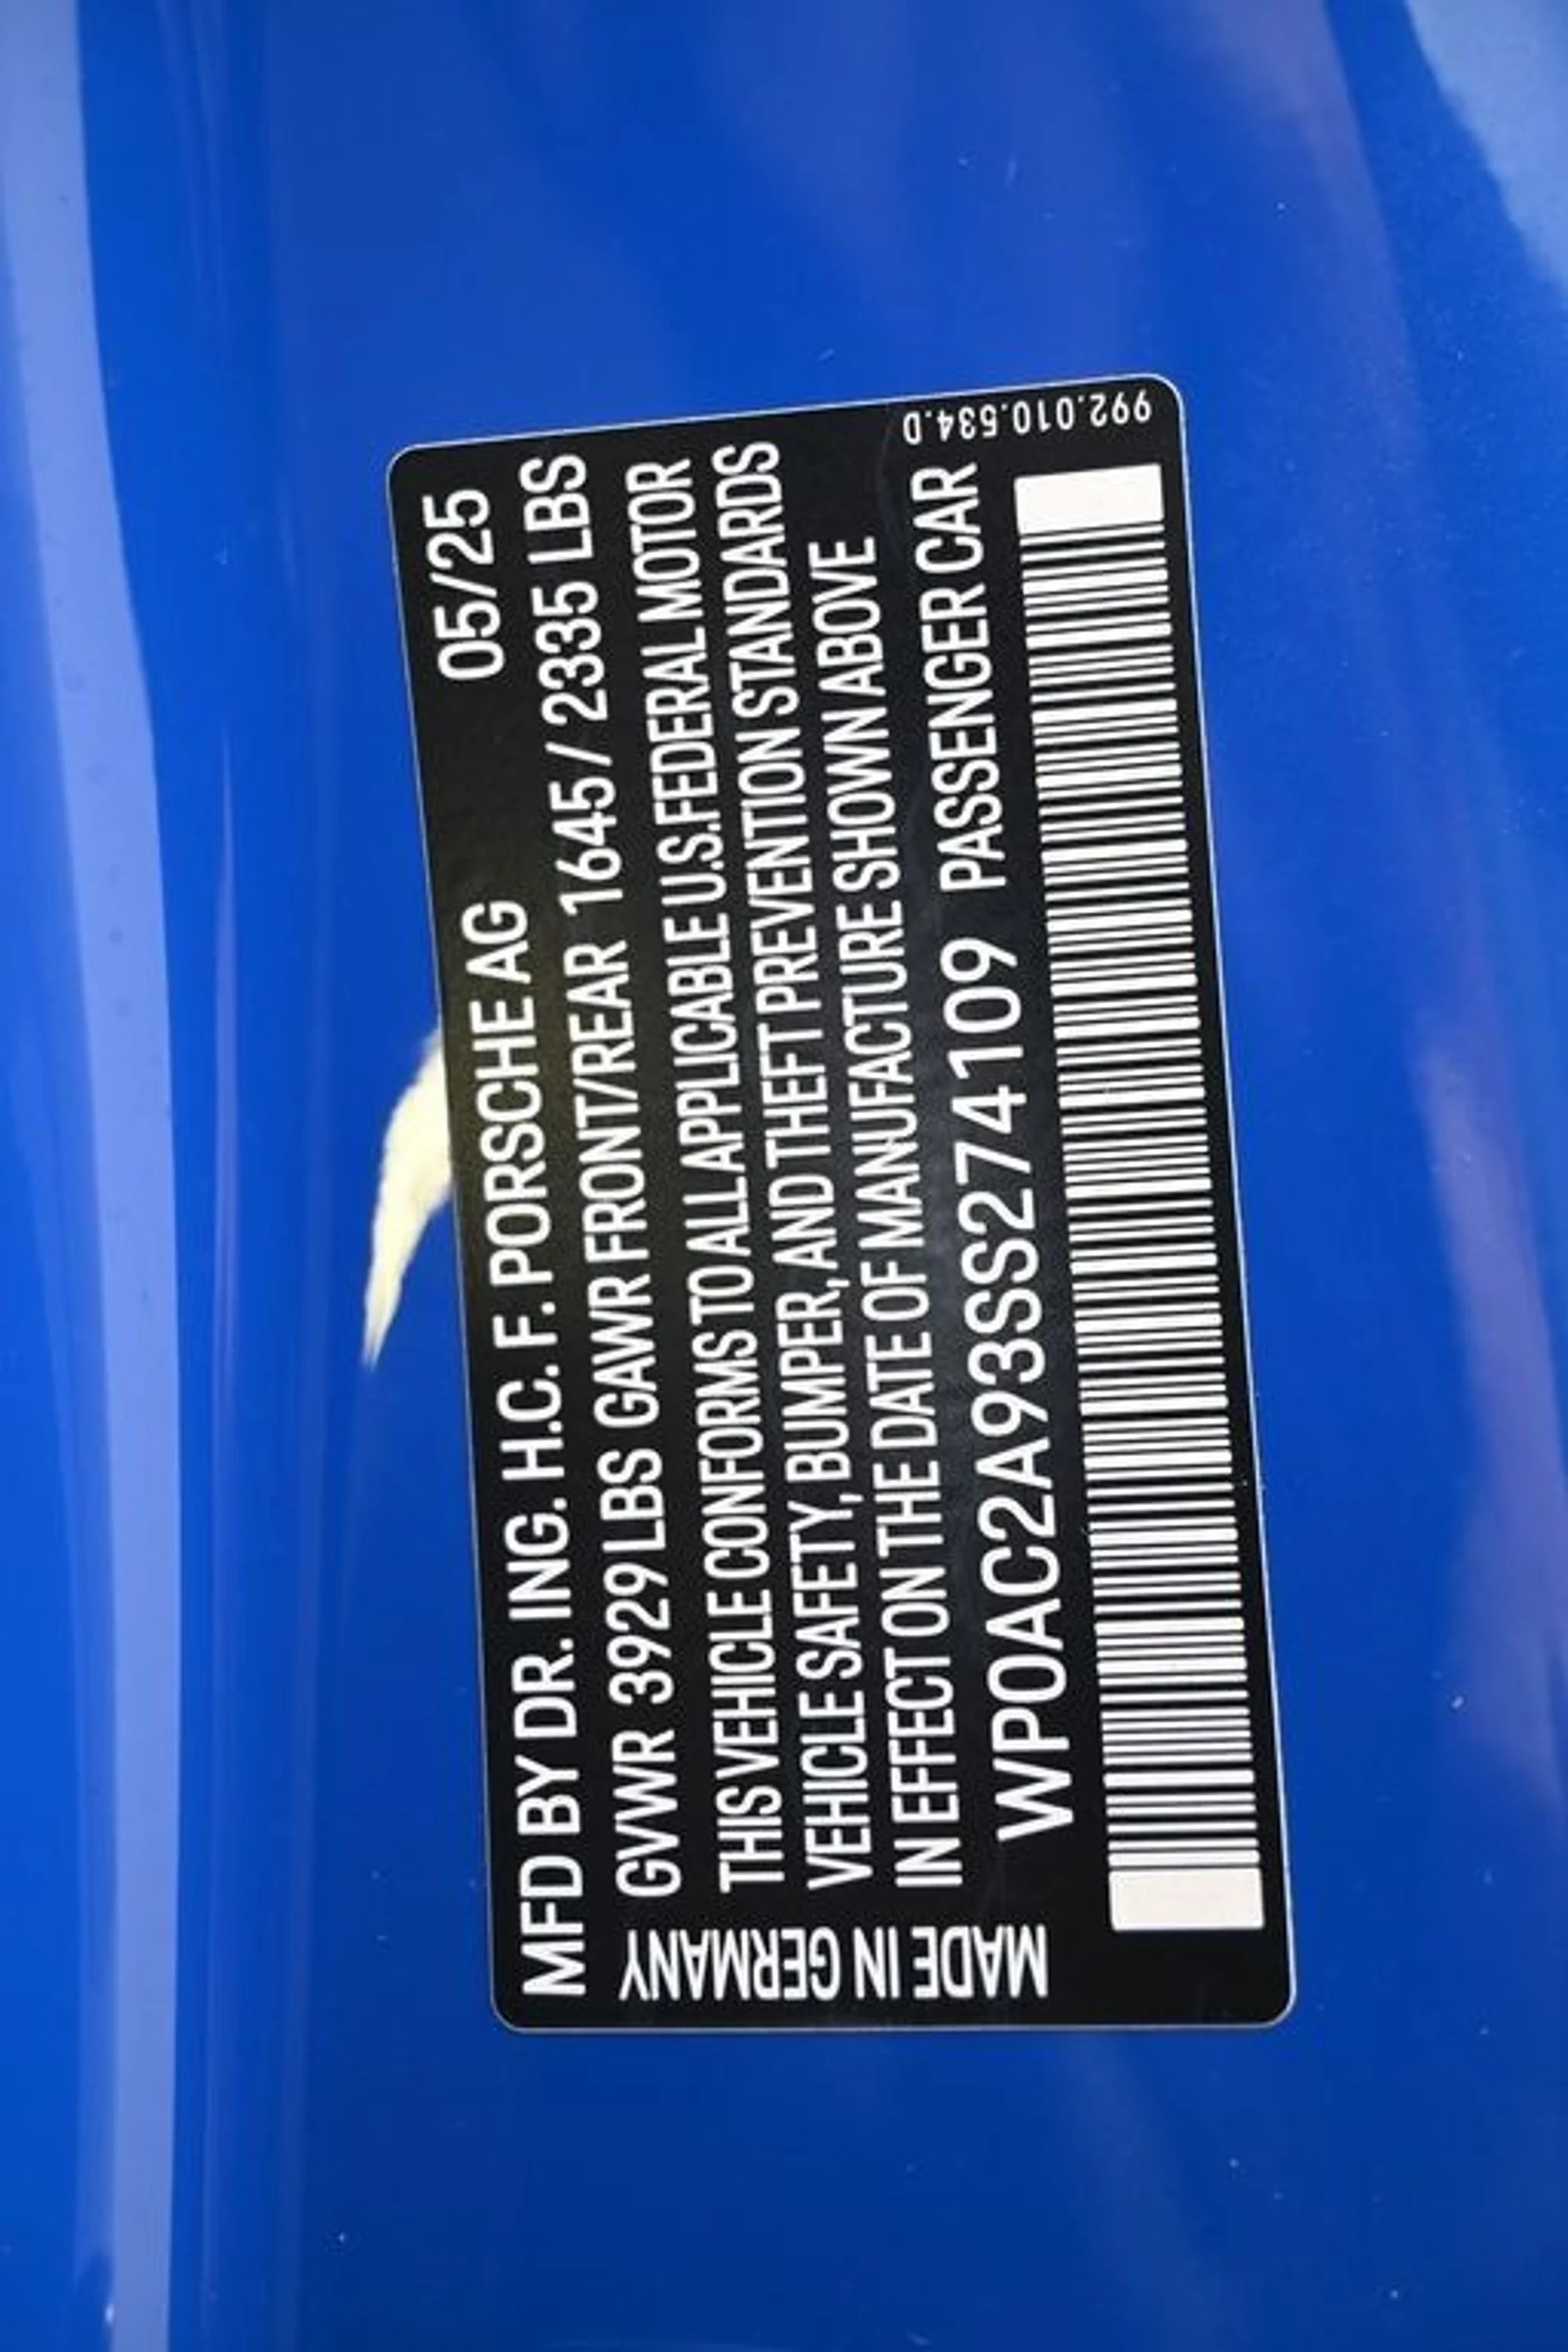 MFD BY DR. ING. H.C. F. PORSCHE AG 05/25
GVWR 3929 LBS GAWR FRONT/REAR 1645 / 2335 LBS
THIS VEHICLE CONFORMS TO ALL APPLICABLE U.S. FEDERAL MOTOR
VEHICLE SAFETY, BUMPER, AND THEFT PREVENTION STANDARDS
IN EFFECT ON THE DATE OF MANUFACTURE SHOWN ABOVE
WP0AC2A93SS274109 PASSENGER CAR
MADE IN GERMANY
992.010.534.D